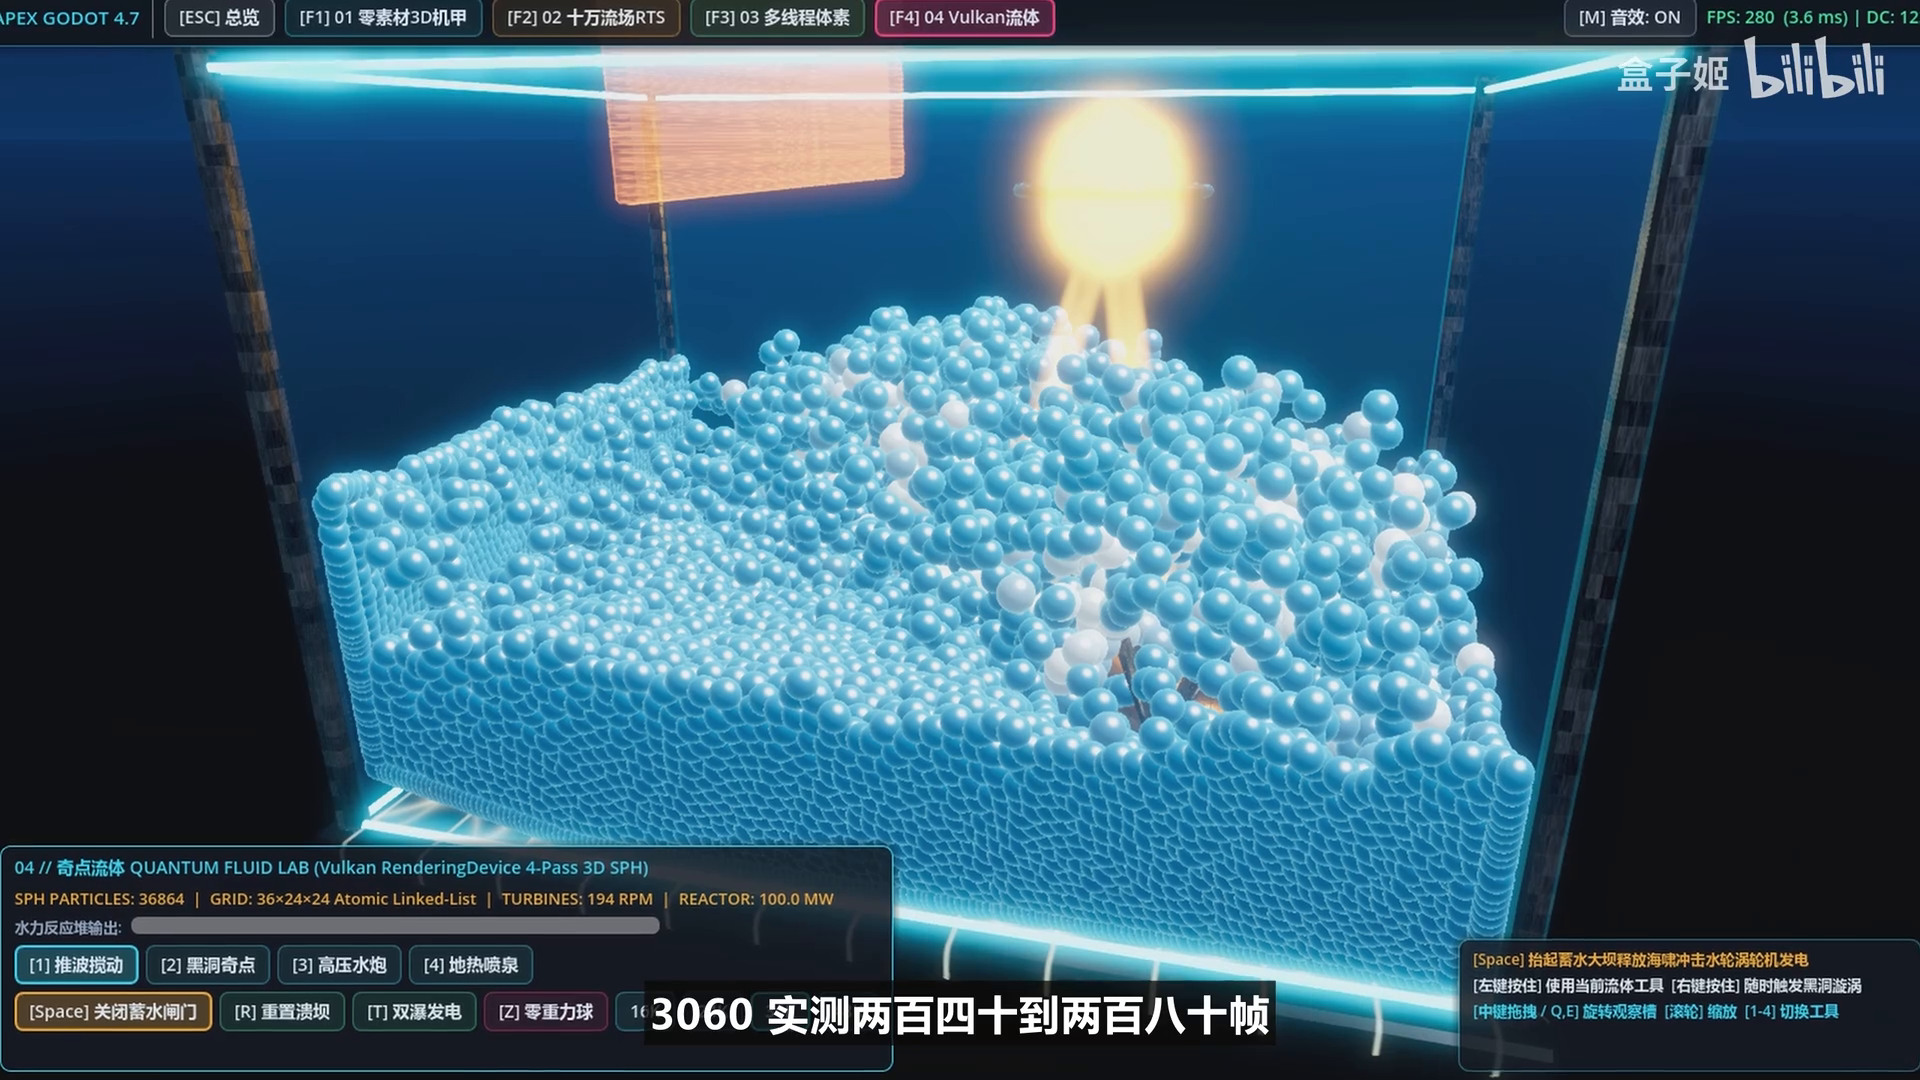 APEX GODOT 4.7
[ESC] 总览
[F1] 01 零素材3D机甲
[F2] 02 十万流场RTS
[F3] 03 多线程体素
[F4] 04 Vulkan流体
[M] 音效: ON
FPS: 280 (3.6 ms) | DC: 12
盒子姬 bilibili
04 // 奇点流体 QUANTUM FLUID LAB (Vulkan RenderingDevice 4-Pass 3D SPH)
SPH PARTICLES: 36864 | GRID: 36×24×24 Atomic Linked-List | TURBINES: 194 RPM | REACTOR: 100.0 MW
水力反应堆输出:
[1] 推波搅动
[2] 黑洞奇点
[3] 高压水炮
[4] 地热喷泉
[Space] 关闭蓄水闸门
[R] 重置溃坝
[T] 双瀑发电
[Z] 零重力球
16
[Space] 抬起蓄水大坝释放海啸冲击水轮涡轮机发电
[左键按住] 使用当前流体工具 [右键按住] 随时触发黑洞漩涡
[中键拖拽 / Q,E] 旋转观察槽 [滚轮] 缩放 [1-4] 切换工具
3060 实测两百四十到两百八十帧